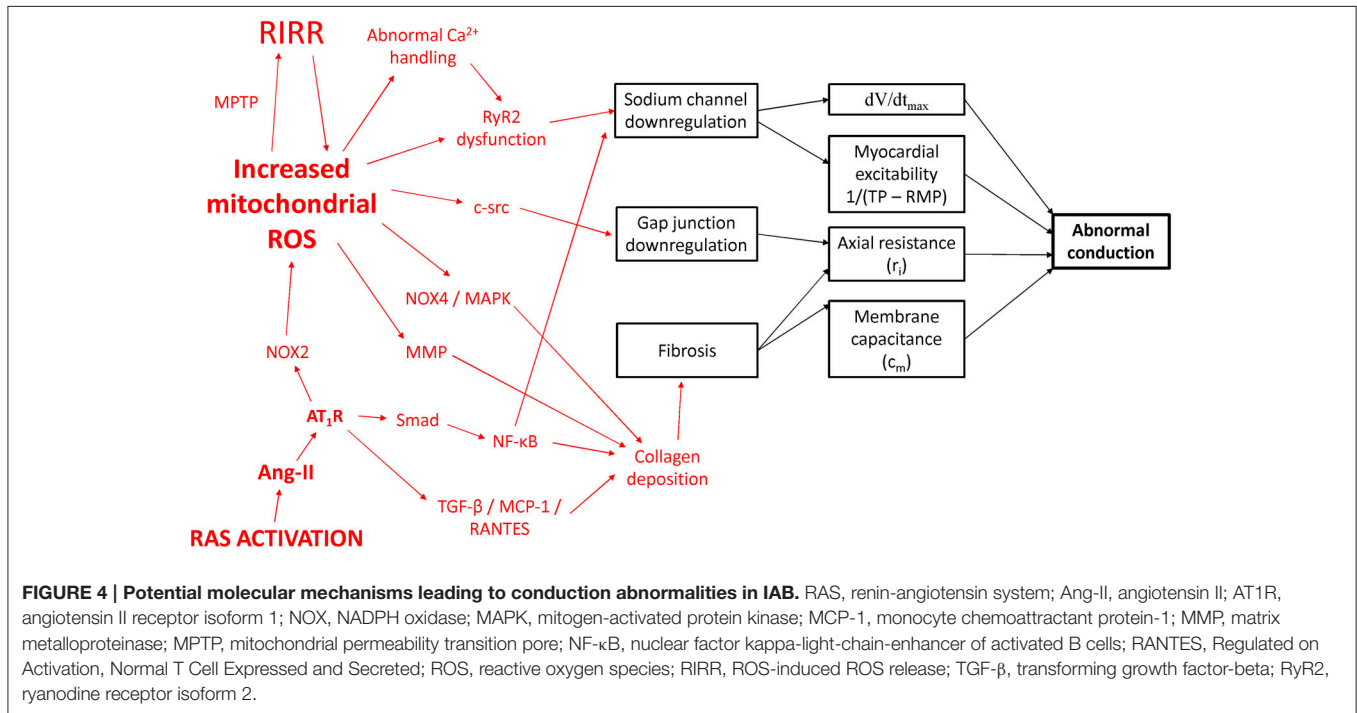 RIRR
Abnormal Ca²⁺
handling
MPTP
RyR2
dysfunction
Increased
mitochondrial
ROS
c-src
NOX4 / MAPK
NOX2
MMP
AT₁R
Smad
NF-κB
Ang-II
TGF-β / MCP-1 /
RANTES
RAS ACTIVATION
Collagen
deposition
Sodium channel
downregulation
Gap junction
downregulation
Fibrosis
dV/dtₘₐₓ
Myocardial
excitability
1/(TP – RMP)
Axial resistance
(rᵢ)
Membrane
capacitance
(cₘ)
Abnormal
conduction
FIGURE 4 | Potential molecular mechanisms leading to conduction abnormalities in IAB. RAS, renin-angiotensin system; Ang-II, angiotensin II; AT1R,
angiotensin II receptor isoform 1; NOX, NADPH oxidase; MAPK, mitogen-activated protein kinase; MCP-1, monocyte chemoattractant protein-1; MMP, matrix
metalloproteinase; MPTP, mitochondrial permeability transition pore; NF-κB, nuclear factor kappa-light-chain-enhancer of activated B cells; RANTES, Regulated on
Activation, Normal T Cell Expressed and Secreted; ROS, reactive oxygen species; RIRR, ROS-induced ROS release; TGF-β, transforming growth factor-beta; RyR2,
ryanodine receptor isoform 2.